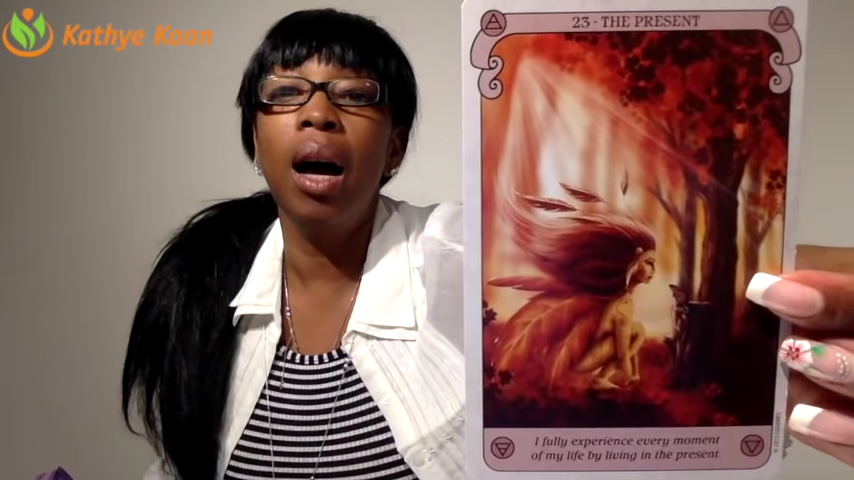 Kathye Koan
23 · THE PRESENT
I fully experience every moment
of my life by living in the present.